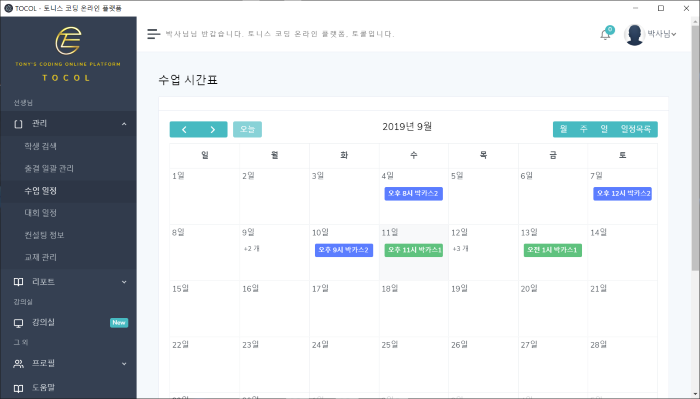 TOCOL - 토니스 코딩 온라인 플랫폼
TONY'S CODING ONLINE PLATFORM
TOCOL
선생님
관리
학생 검색
출결 일괄 관리
수업 일정
대회 일정
컨설팅 정보
교재 관리
리포트
강의실
강의실 New
그 외
프로필
도움말
박사님님 반갑습니다. 토니스 코딩 온라인 플랫폼, 토콜입니다.
0
박사님
수업 시간표
오늘
2019년 9월
월 주 일 일정목록
일 월 화 수 목 금 토
1일 2일 3일 4일 5일 6일 7일
오후 8시 박카스2 오후 12시 박카스2
8일 9일 10일 11일 12일 13일 14일
+2 개 오후 9시 박카스2 오후 11시 박카스1 +3 개 오전 1시 박카스1
15일 16일 17일 18일 19일 20일 21일
22일 23일 24일 25일 26일 27일 28일